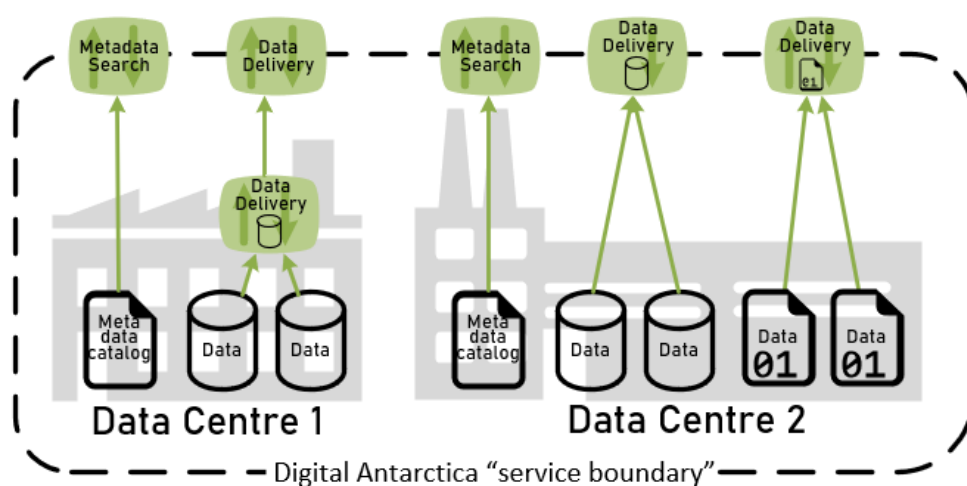 Metadata
Search
Data
Delivery
Metadata
Search
Data
Delivery
Data
Delivery
01
Data
Delivery
Meta
data
catalog
Data
Data
Meta
data
catalog
Data
Data
Data
01
Data
01
Data Centre 1
Data Centre 2
Digital Antarctica “service boundary”